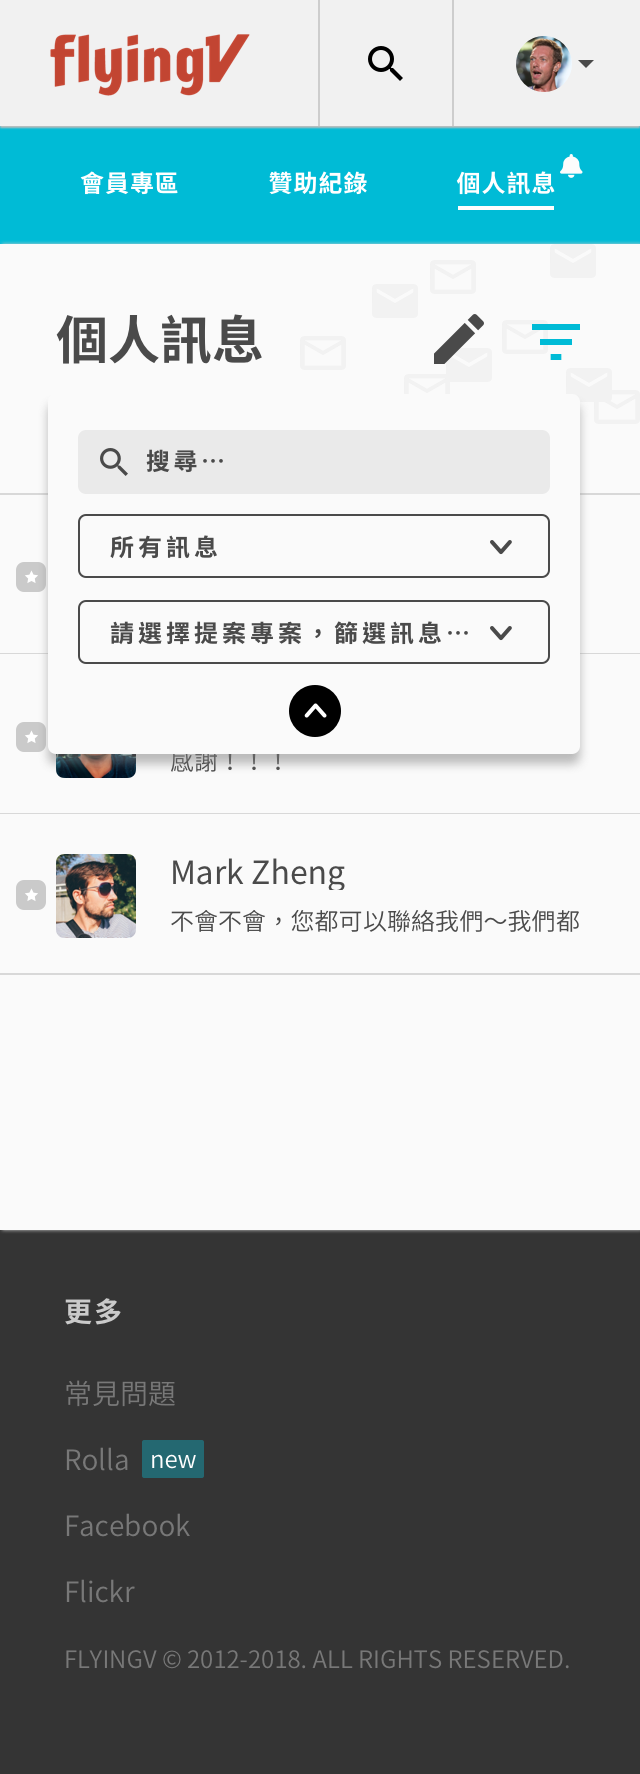 flyingV
會員專區
贊助紀錄
個人訊息
個人訊息
搜尋…
所有訊息
請選擇提案專案，篩選訊息…
感謝！！！
Mark Zheng
不會不會，您都可以聯絡我們～我們都
更多
常見問題
Rolla new
Facebook
Flickr
FLYINGV © 2012-2018. ALL RIGHTS RESERVED.